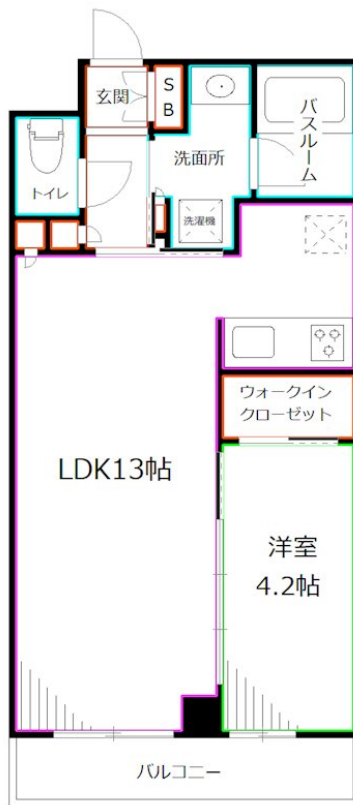 玄関
S
B
洗面所
バスルーム
トイレ
洗濯機
ウォークイン
クローゼット
LDK13帖
洋室
4.2帖
バルコニー